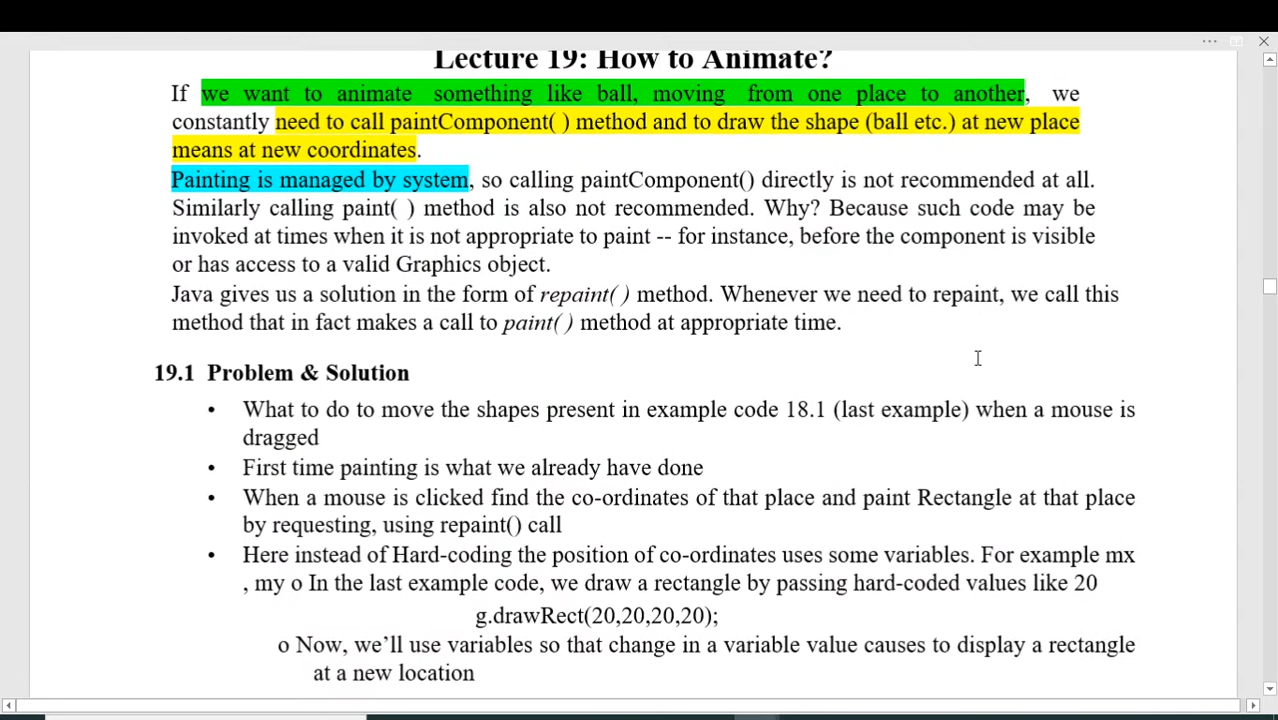 Lecture 19: How to Animate?
If we want to animate something like ball, moving from one place to another, we
constantly need to call paintComponent( ) method and to draw the shape (ball etc.) at new place
means at new coordinates.
Painting is managed by system, so calling paintComponent() directly is not recommended at all.
Similarly calling paint( ) method is also not recommended. Why? Because such code may be
invoked at times when it is not appropriate to paint -- for instance, before the component is visible
or has access to a valid Graphics object.
Java gives us a solution in the form of repaint( ) method. Whenever we need to repaint, we call this
method that in fact makes a call to paint( ) method at appropriate time.
19.1 Problem & Solution
• What to do to move the shapes present in example code 18.1 (last example) when a mouse is
dragged
• First time painting is what we already have done
• When a mouse is clicked find the co-ordinates of that place and paint Rectangle at that place
by requesting, using repaint() call
• Here instead of Hard-coding the position of co-ordinates uses some variables. For example mx
, my o In the last example code, we draw a rectangle by passing hard-coded values like 20
g.drawRect(20,20,20,20);
o Now, we’ll use variables so that change in a variable value causes to display a rectangle
at a new location